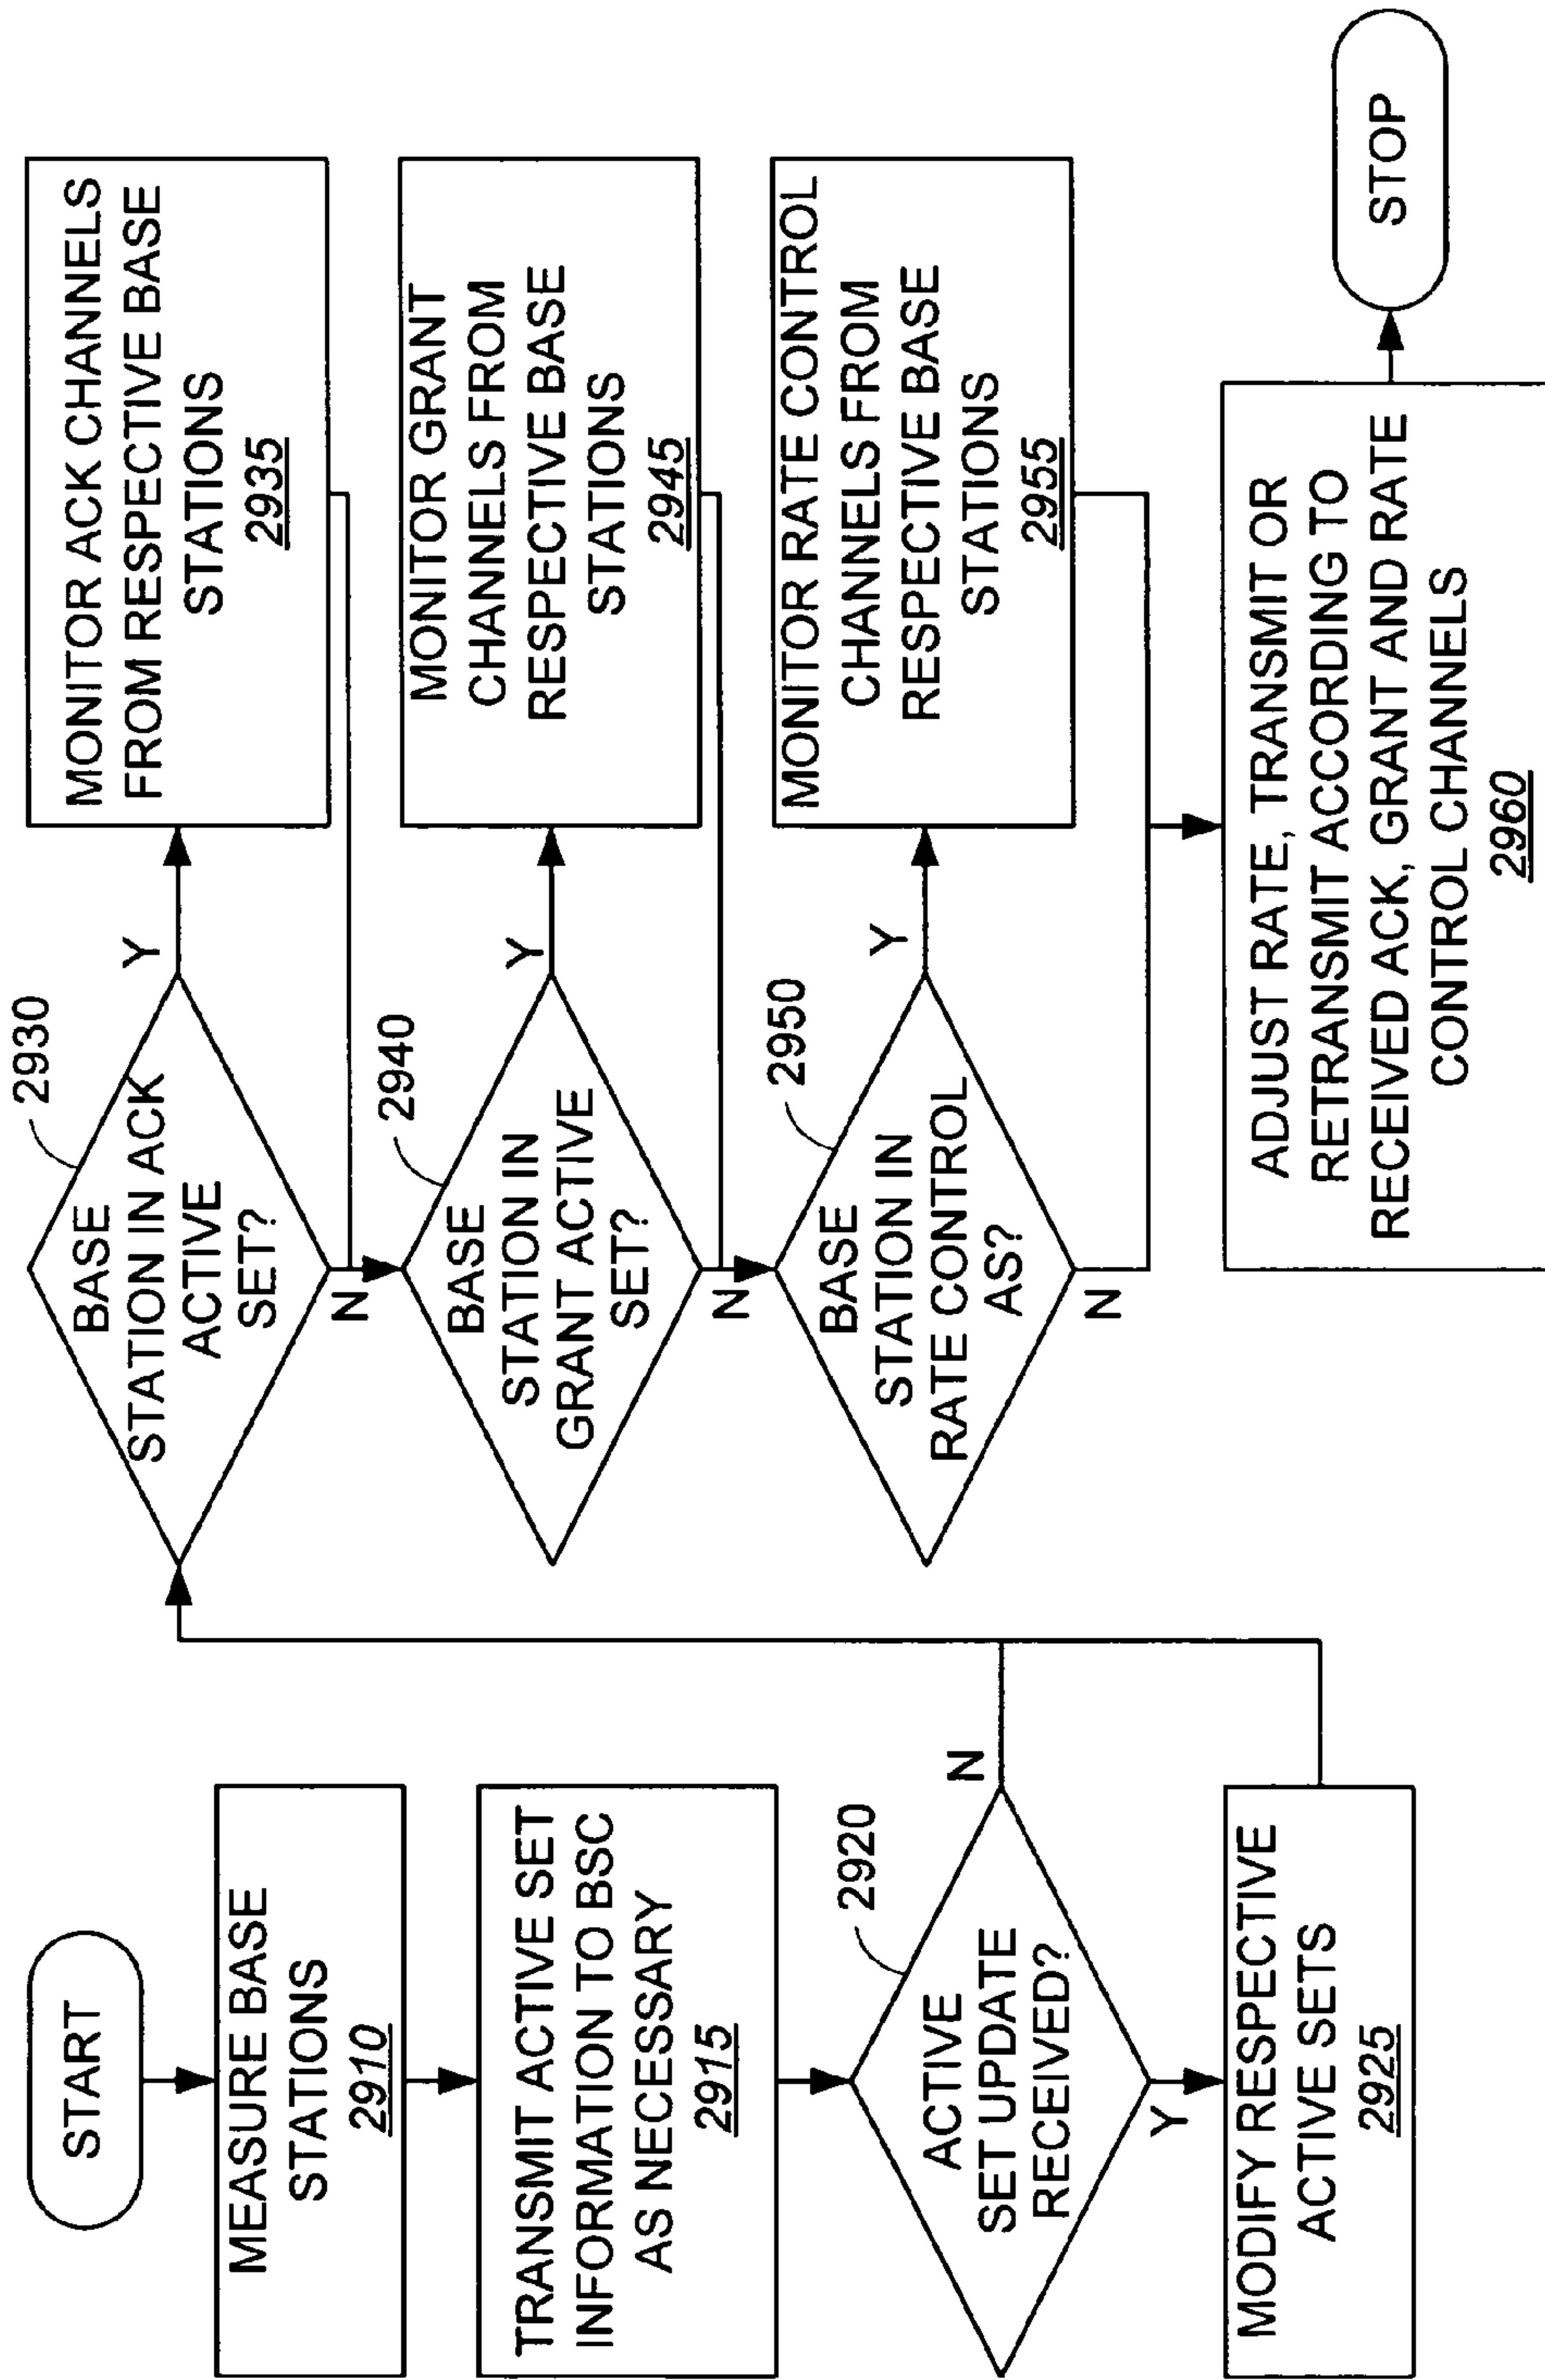 START
MEASURE BASE
STATIONS
2910
TRANSMIT ACTIVE SET
INFORMATION TO BSC
AS NECESSARY
2915
2920
ACTIVE
SET UPDATE
RECEIVED?
N
Y
MODIFY RESPECTIVE
ACTIVE SETS
2925
2930
BASE
STATION IN ACK
ACTIVE
SET?
Y
N
MONITOR ACK CHANNELS
FROM RESPECTIVE BASE
STATIONS
2935
2940
BASE
STATION IN
GRANT ACTIVE
SET?
Y
N
MONITOR GRANT
CHANNELS FROM
RESPECTIVE BASE
STATIONS
2945
2950
BASE
STATION IN
RATE CONTROL
AS?
Y
N
MONITOR RATE CONTROL
CHANNELS FROM
RESPECTIVE BASE
STATIONS
2955
ADJUST RATE, TRANSMIT OR
RETRANSMIT ACCORDING TO
RECEIVED ACK, GRANT AND RATE
CONTROL CHANNELS
2960
STOP